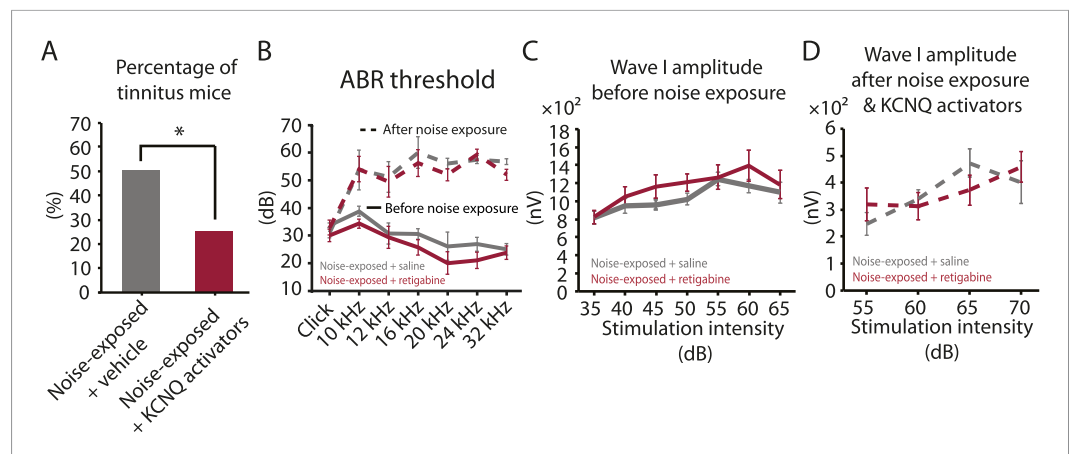 A
Percentage of
tinnitus mice
70
60
50
40
30
20
10
0
(%)
*
Noise-exposed
+ vehicle
Noise-exposed
+ KCNQ activators
B
ABR threshold
70
60
50
40
30
20
10
(dB)
After noise exposure
Before noise exposure
Noise-exposed + saline
Noise-exposed + retigabine
Click
10 kHz
12 kHz
16 kHz
20 kHz
24 kHz
32 kHz
C
Wave I amplitude
before noise exposure
×10²
18
16
14
12
10
8
6
4
2
0
(nV)
Noise-exposed + saline
Noise-exposed + retigabine
35 40 45 50 55 60 65
Stimulation intensity
(dB)
D
Wave I amplitude
after noise exposure
& KCNQ activators
×10²
6
5
4
3
2
1
0
(nV)
Noise-exposed + saline
Noise-exposed + retigabine
55 60 65 70
Stimulation intensity
(dB)